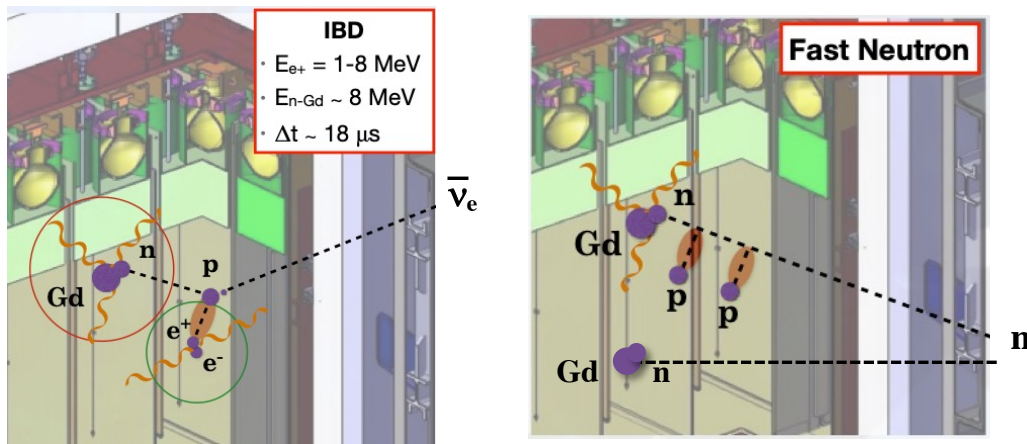 IBD
• Ee+ = 1-8 MeV
• En-Gd ~ 8 MeV
• Δt ~ 18 μs
ν̅e
n
p
Gd
e+
e-
Fast Neutron
n
Gd
p
p
n
Gd
n